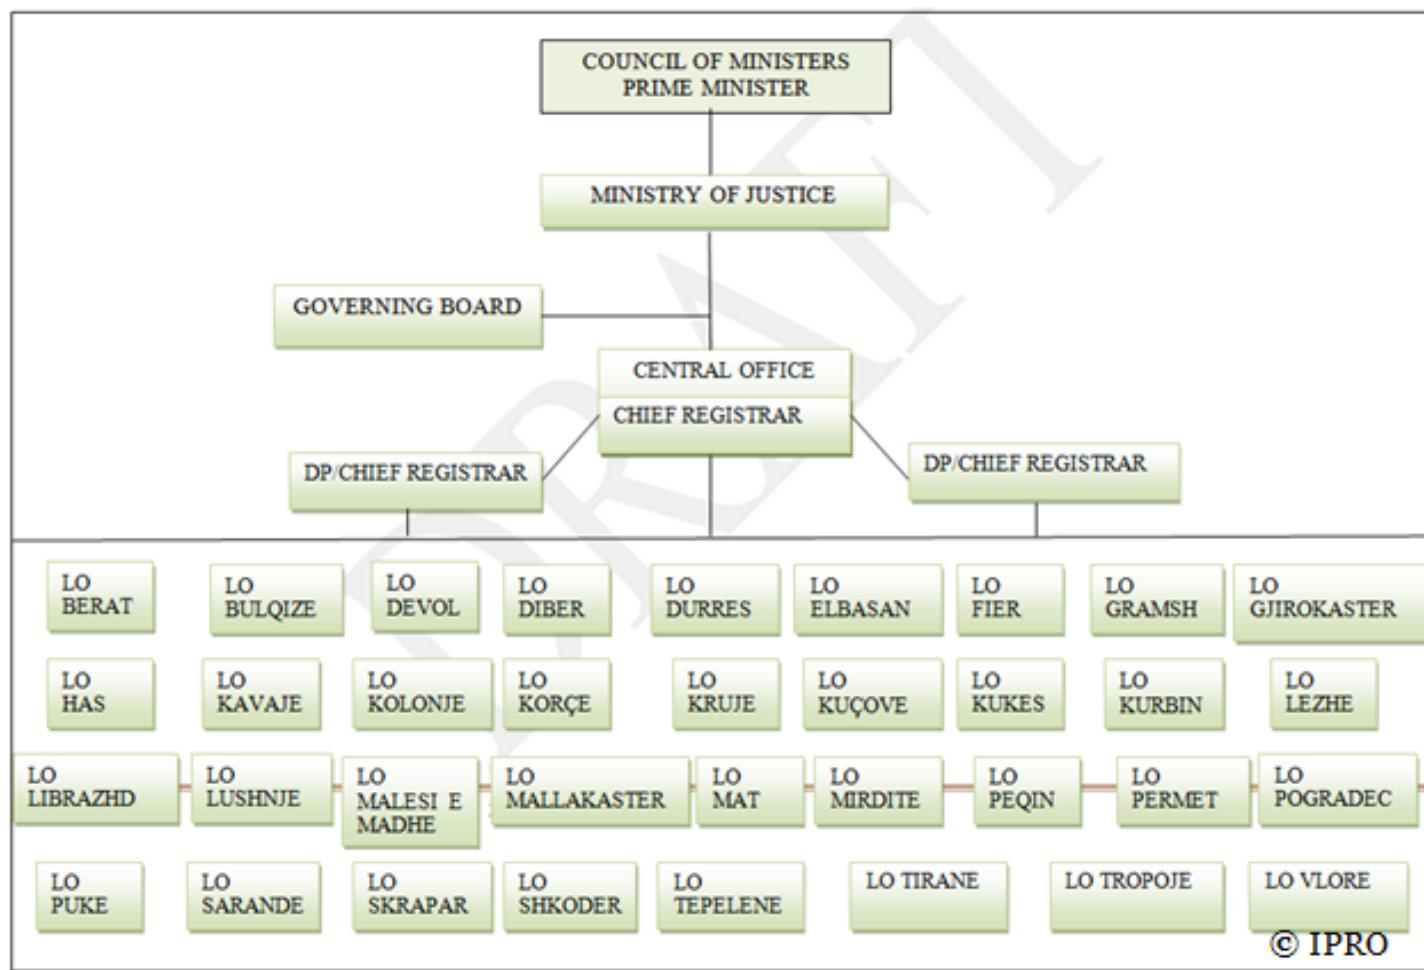 COUNCIL OF MINISTERS
PRIME MINISTER
MINISTRY OF JUSTICE
GOVERNING BOARD
CENTRAL OFFICE
CHIEF REGISTRAR
DP/CHIEF REGISTRAR
DP/CHIEF REGISTRAR
LO
BERAT
LO
BULQIZE
LO
DEVOL
LO
DIBER
LO
DURRES
LO
ELBASAN
LO
FIER
LO
GRAMSH
LO
GJIROKASTER
LO
HAS
LO
KAVAJE
LO
KOLONJE
LO
KORÇE
LO
KRUJE
LO
KUÇOVE
LO
KUKES
LO
KURBIN
LO
LEZHE
LO
LIBRAZHD
LO
LUSHNJE
LO
MALESI E
MADHE
LO
MALLAKASTER
LO
MAT
LO
MIRDITE
LO
PEQIN
LO
PERMET
LO
POGRADEC
LO
PUKE
LO
SARANDE
LO
SKRAPAR
LO
SHKODER
LO
TEPELENE
LO TIRANE
LO TROPOJE
LO VLORE
© IPRO
DRAFT